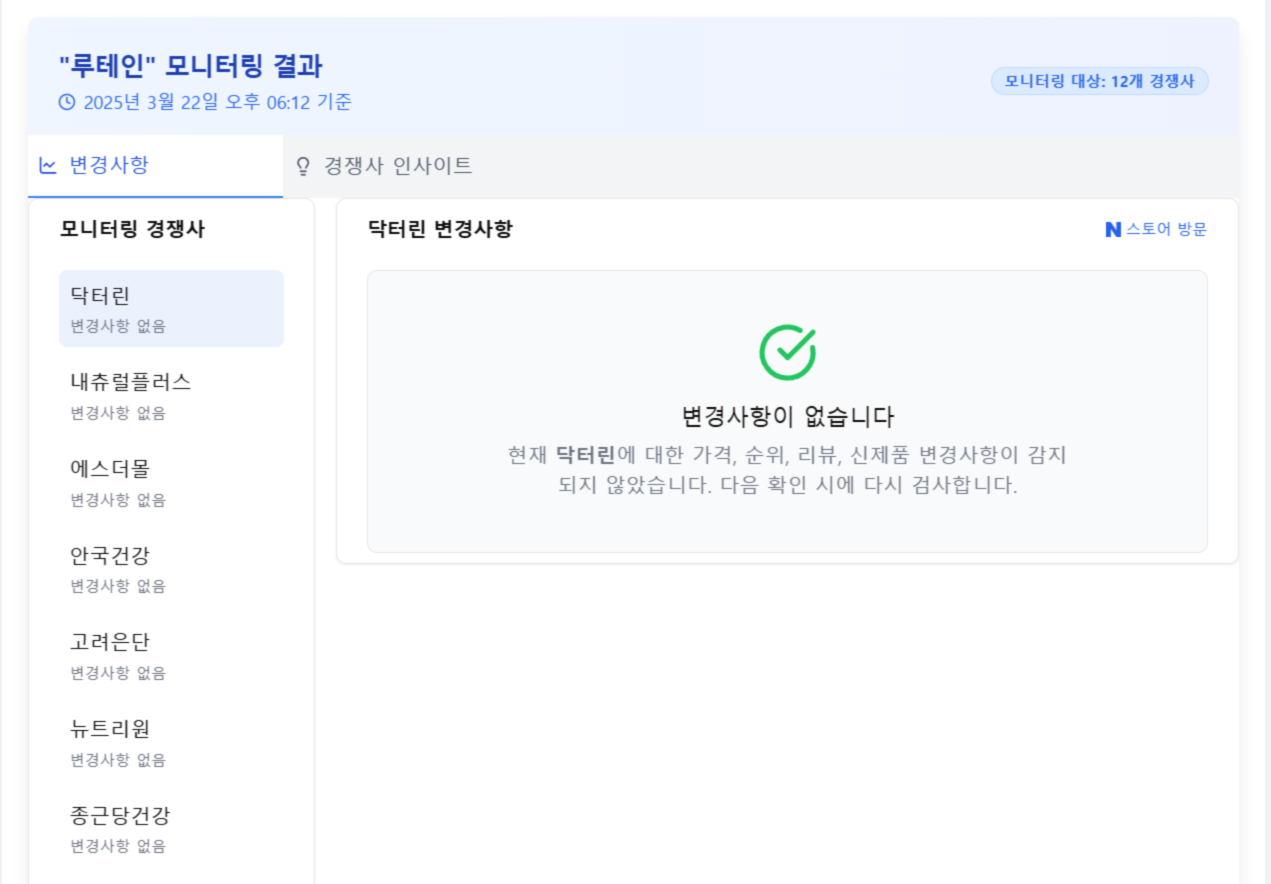 "루테인" 모니터링 결과
2025년 3월 22일 오후 06:12 기준
모니터링 대상: 12개 경쟁사
변경사항
경쟁사 인사이트
모니터링 경쟁사
닥터린
변경사항 없음
내츄럴플러스
변경사항 없음
에스더몰
변경사항 없음
안국건강
변경사항 없음
고려은단
변경사항 없음
뉴트리원
변경사항 없음
종근당건강
변경사항 없음
닥터린 변경사항
N 스토어 방문
변경사항이 없습니다
현재 닥터린에 대한 가격, 순위, 리뷰, 신제품 변경사항이 감지
되지 않았습니다. 다음 확인 시에 다시 검사합니다.